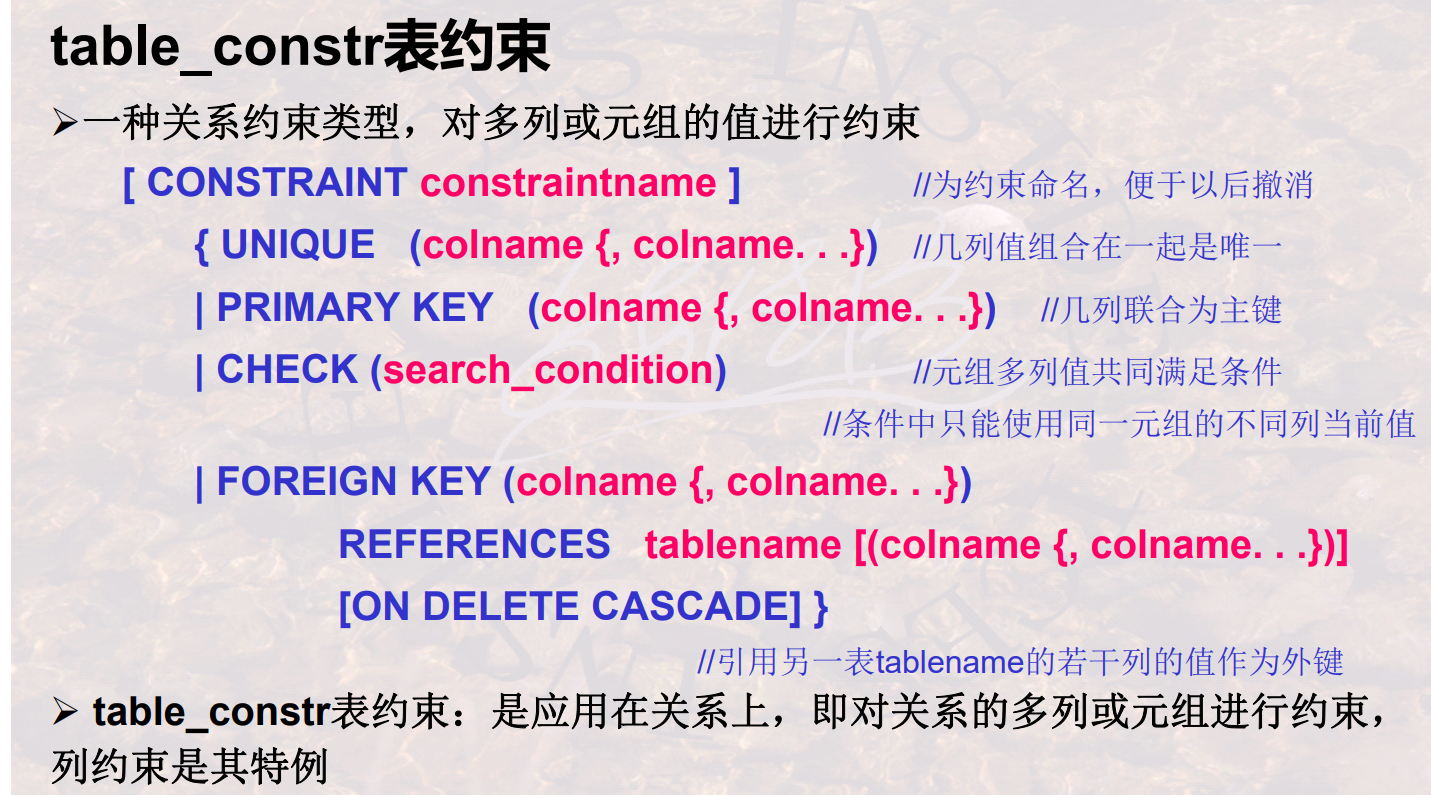 table_constr表约束
➢一种关系约束类型，对多列或元组的值进行约束
[ CONSTRAINT constraintname ] //为约束命名，便于以后撤消
{ UNIQUE (colname {, colname. . .}) //几列值组合在一起是唯一
| PRIMARY KEY (colname {, colname. . .}) //几列联合为主键
| CHECK (search_condition) //元组多列值共同满足条件
//条件中只能使用同一元组的不同列当前值
| FOREIGN KEY (colname {, colname. . .})
REFERENCES tablename [(colname {, colname. . .})]
[ON DELETE CASCADE] }
//引用另一表tablename的若干列的值作为外键
➢ table_constr表约束：是应用在关系上，即对关系的多列或元组进行约束，
列约束是其特例